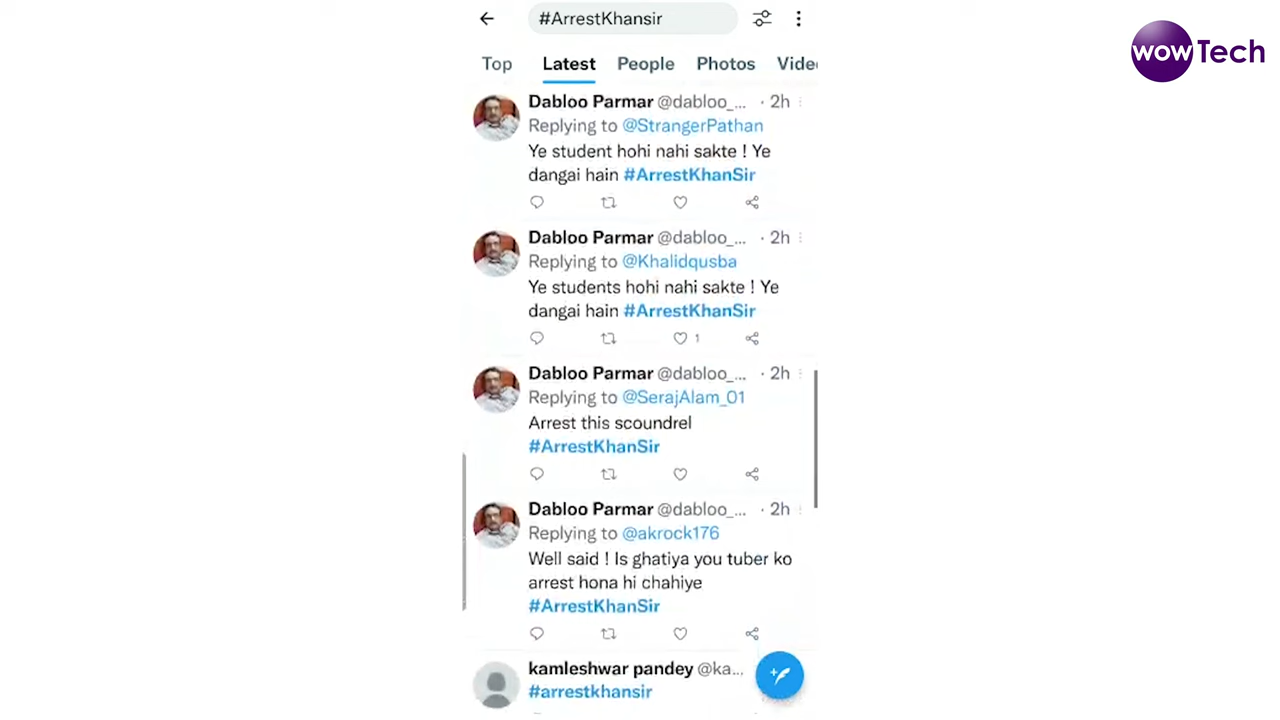 #ArrestKhansir
wowTech
Top Latest People Photos Vide
Dabloo Parmar @dabloo_... · 2h
Replying to @StrangerPathan
Ye student hohi nahi sakte ! Ye
dangai hain #ArrestKhanSir
Dabloo Parmar @dabloo_... · 2h
Replying to @Khalidqusba
Ye students hohi nahi sakte ! Ye
dangai hain #ArrestKhanSir
1
Dabloo Parmar @dabloo_... · 2h
Replying to @SerajAlam_01
Arrest this scoundrel
#ArrestKhanSir
Dabloo Parmar @dabloo_... · 2h
Replying to @akrock176
Well said ! Is ghatiya you tuber ko
arrest hona hi chahiye
#ArrestKhanSir
kamleshwar pandey @ka...
#arrestkhansir